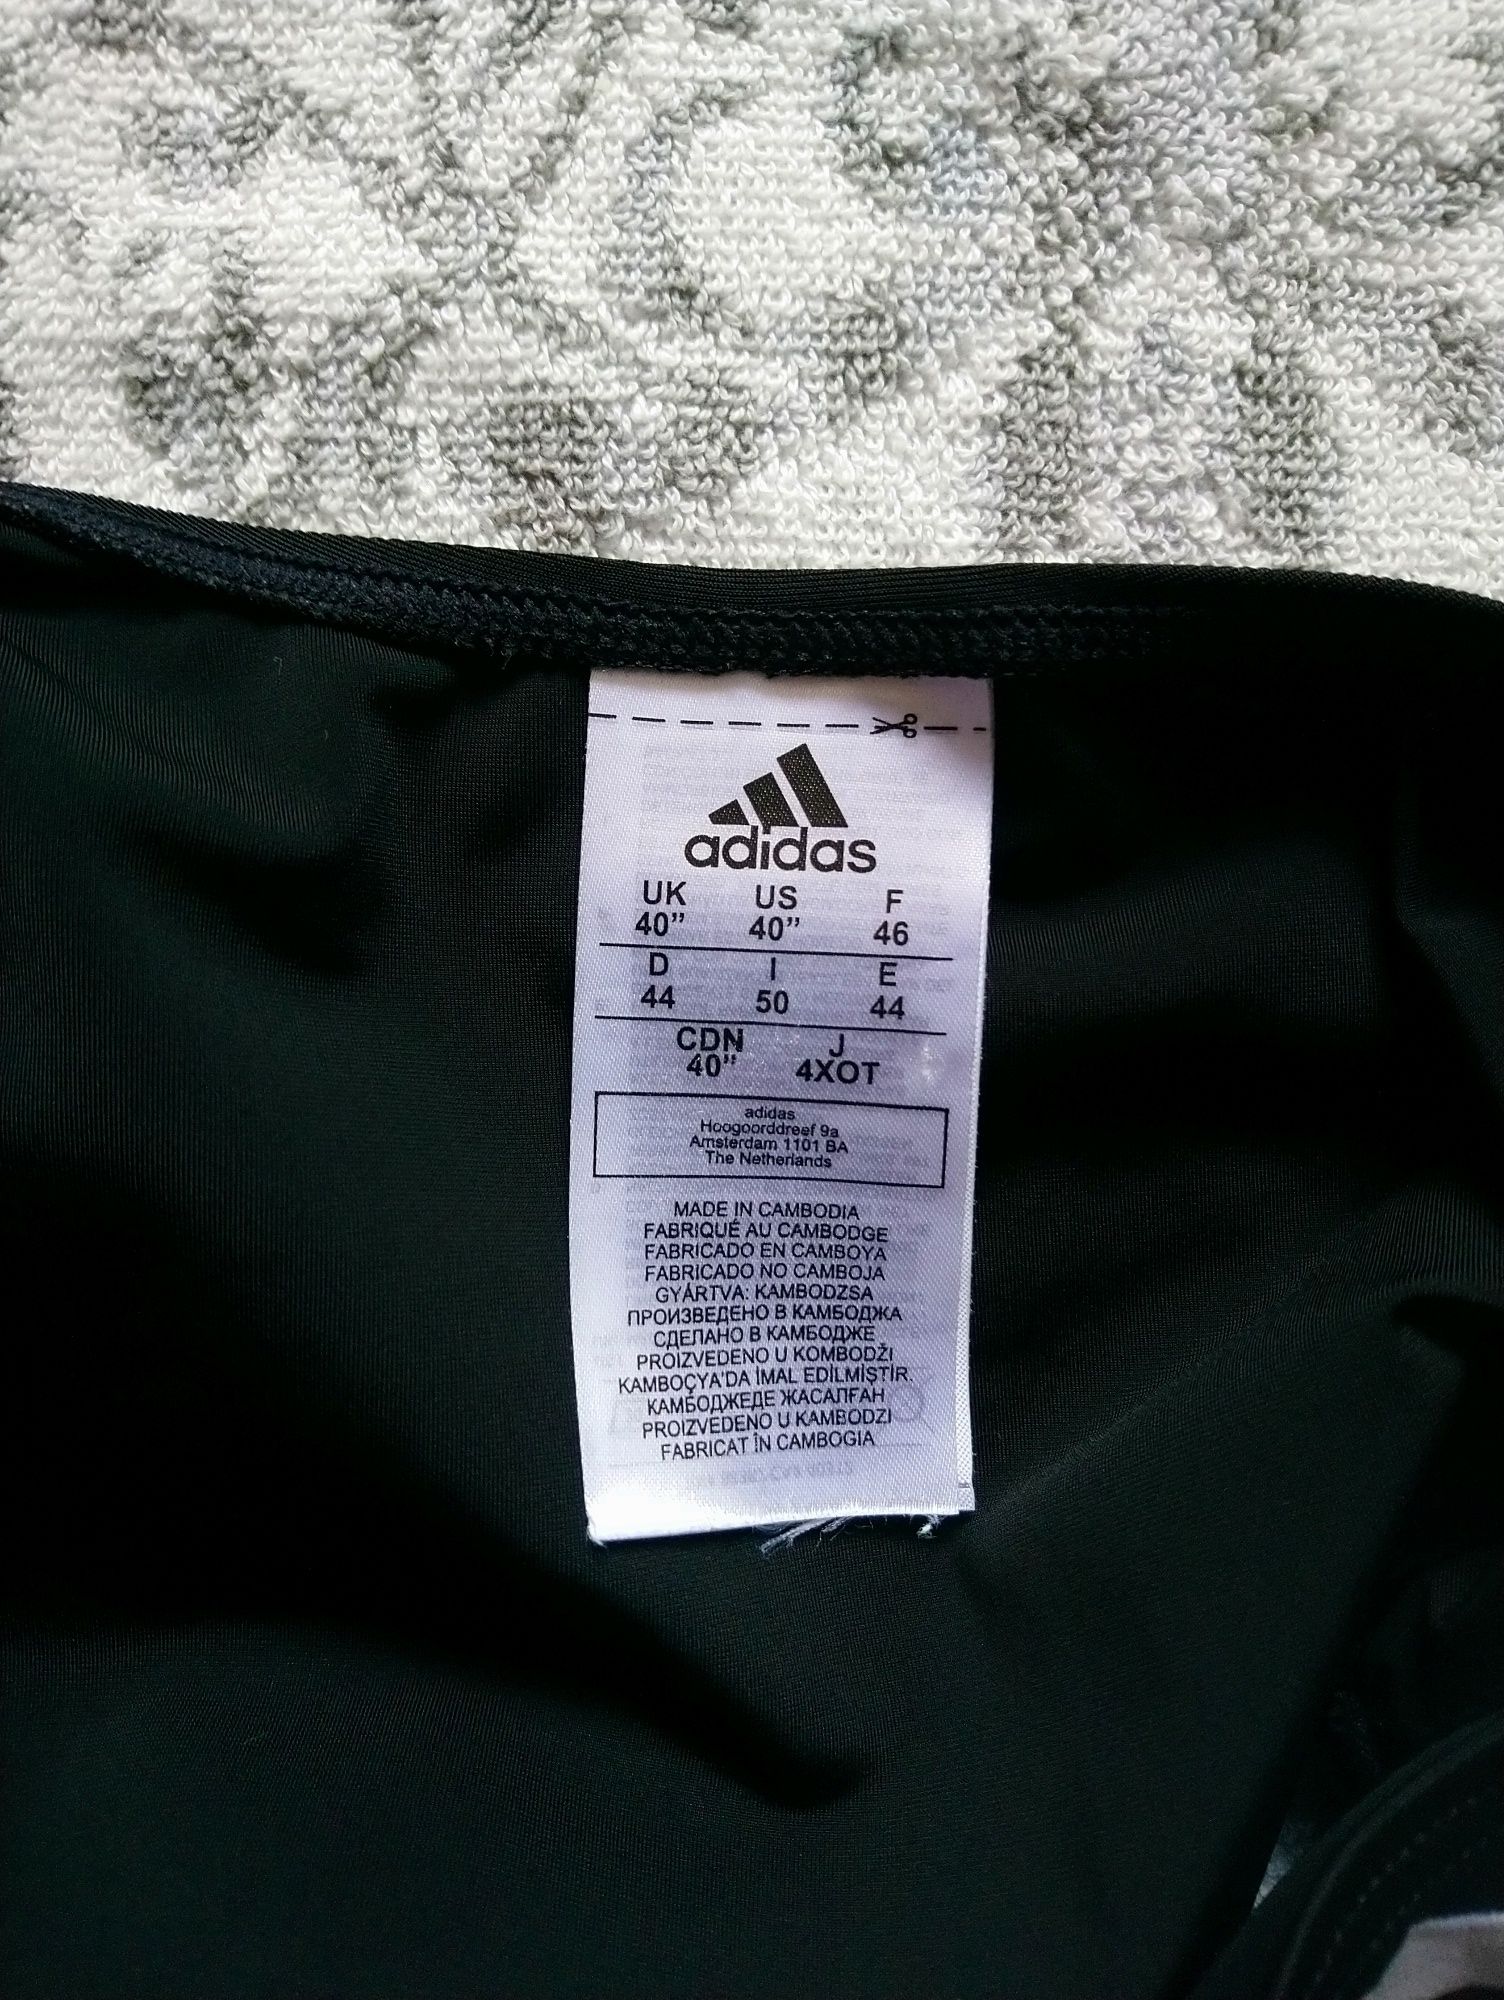 adidas
UK US F
40” 40” 46
D I E
44 50 44
CDN J
40” 4XOT
adidas
Hoogoorddreef 9a
Amsterdam 1101 BA
The Netherlands
MADE IN CAMBODIA
FABRIQUÉ AU CAMBODGE
FABRICADO EN CAMBOYA
FABRICADO NO CAMBOJA
GYÁRTVA: KAMBODZSA
ПРОИЗВЕДЕНО В КАМБОДЖА
СДЕЛАНО В КАМБОДЖЕ
PROIZVEDENO U KOMBODŽI
KAMBOÇYA'DA İMAL EDİLMİŞTİR.
КАМБОДЖЕДЕ ЖАСАЛҒАН
PROIZVEDENO U KAMBODZI
FABRICAT ÎN CAMBOGIA